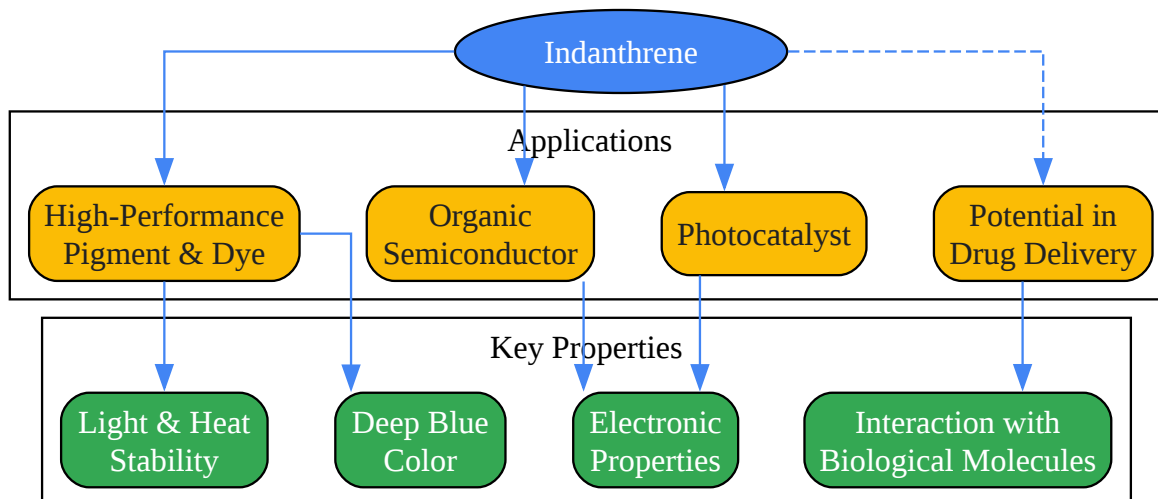 Indanthrene
Applications
High-Performance
Pigment & Dye
Organic
Semiconductor
Photocatalyst
Potential in
Drug Delivery
Key Properties
Light & Heat
Stability
Deep Blue
Color
Electronic
Properties
Interaction with
Biological Molecules